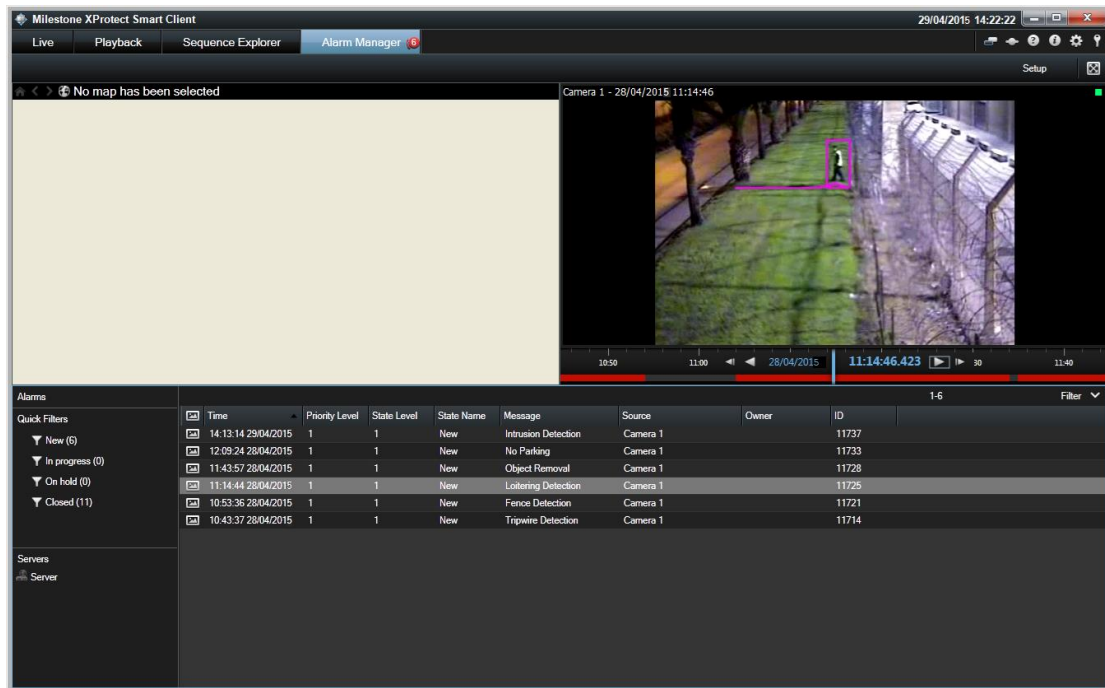 Milestone XProtect Smart Client 29/04/2015 14:22:22
Live Playback Sequence Explorer Alarm Manager 6
Setup
No map has been selected
Camera 1 - 28/04/2015 11:14:46
10:50 11:00 28/04/2015 11:14:46.423 30 11:40
Alarms 1-6 Filter
Quick Filters
New (6)
In progress (0)
On hold (0)
Closed (11)
Servers
Server
Time Priority Level State Level State Name Message Source Owner ID
14:13:14 29/04/2015 1 1 New Intrusion Detection Camera 1 11737
12:09:24 28/04/2015 1 1 New No Parking Camera 1 11733
11:43:57 28/04/2015 1 1 New Object Removal Camera 1 11728
11:14:44 28/04/2015 1 1 New Loitering Detection Camera 1 11725
10:53:36 28/04/2015 1 1 New Fence Detection Camera 1 11721
10:43:37 28/04/2015 1 1 New Tripwire Detection Camera 1 11714